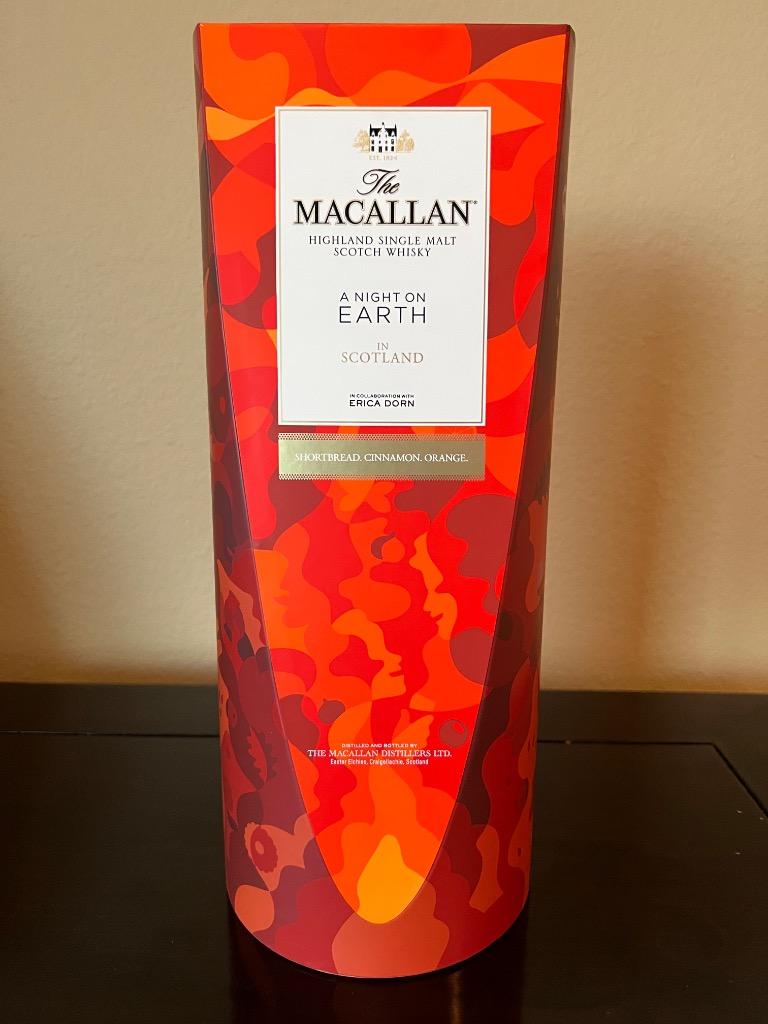 EST. 1824
The
MACALLAN
HIGHLAND SINGLE MALT
SCOTCH WHISKY
A NIGHT ON
EARTH
IN
SCOTLAND
IN COLLABORATION WITH
ERICA DORN
SHORTBREAD. CINNAMON. ORANGE.
DISTILLED AND BOTTLED BY
THE MACALLAN DISTILLERS LTD.
Easter Elchies, Craigellachie, Scotland